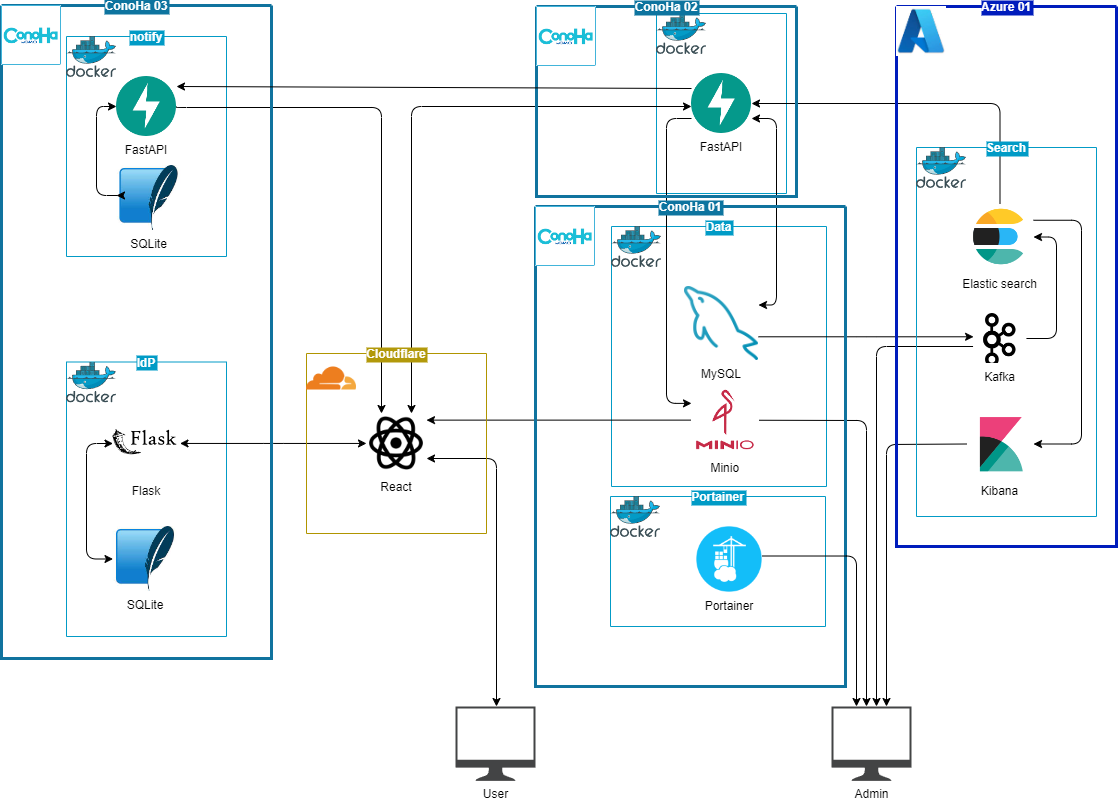 ConoHa 03
ConoHa
notify
docker
FastAPI
SQLite
IdP
docker
Flask
Flask
SQLite
Cloudflare
React
ConoHa 02
ConoHa
docker
FastAPI
ConoHa 01
ConoHa
Data
docker
MySQL
MINIO
Minio
Portainer
docker
Portainer
Azure 01
Search
docker
Elastic search
Kafka
Kibana
User
Admin